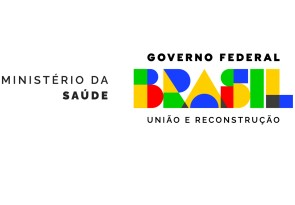 MINISTÉRIO DA
SAÚDE
GOVERNO FEDERAL
BRASIL
UNIÃO E RECONSTRUÇÃO